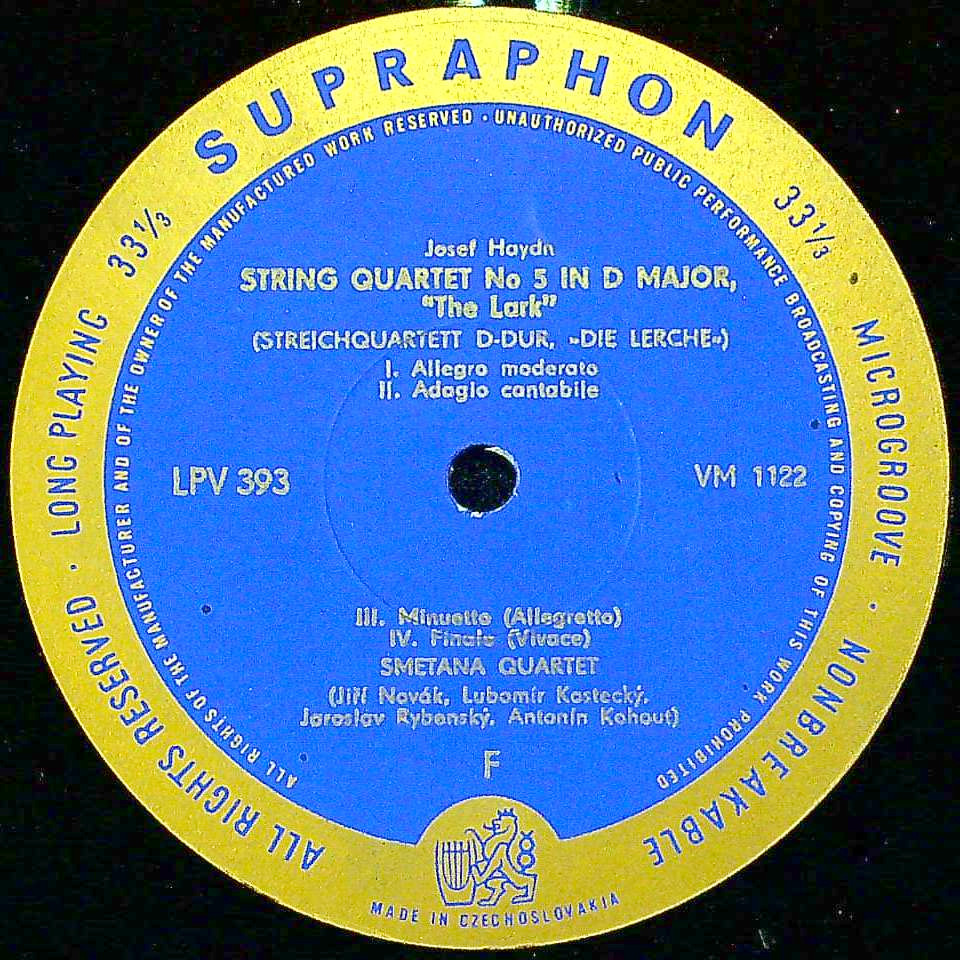 SUPRAPHON
33 1/3
MICROGROOVE · NONBREAKABLE
ALL RIGHTS RESERVED · LONG PLAYING 33 1/3
ALL RIGHTS OF THE MANUFACTURER AND OF THE OWNER OF THE MANUFACTURED WORK RESERVED · UNAUTHORIZED PUBLIC PERFORMANCE BROADCASTING AND COPYING OF THIS WORK PROHIBITED
Josef Haydn
STRING QUARTET No 5 IN D MAJOR,
"The Lark"
(STREICHQUARTETT D-DUR, »DIE LERCHE«)
I. Allegro moderato
II. Adagio cantabile
LPV 393
VM 1122
III. Minuetto (Allegretto)
IV. Finale (Vivace)
SMETANA QUARTET
(Jiří Novák, Lubomír Kostecký,
Jaroslav Rybenský, Antonín Kohout)
F
MADE IN CZECHOSLOVAKIA